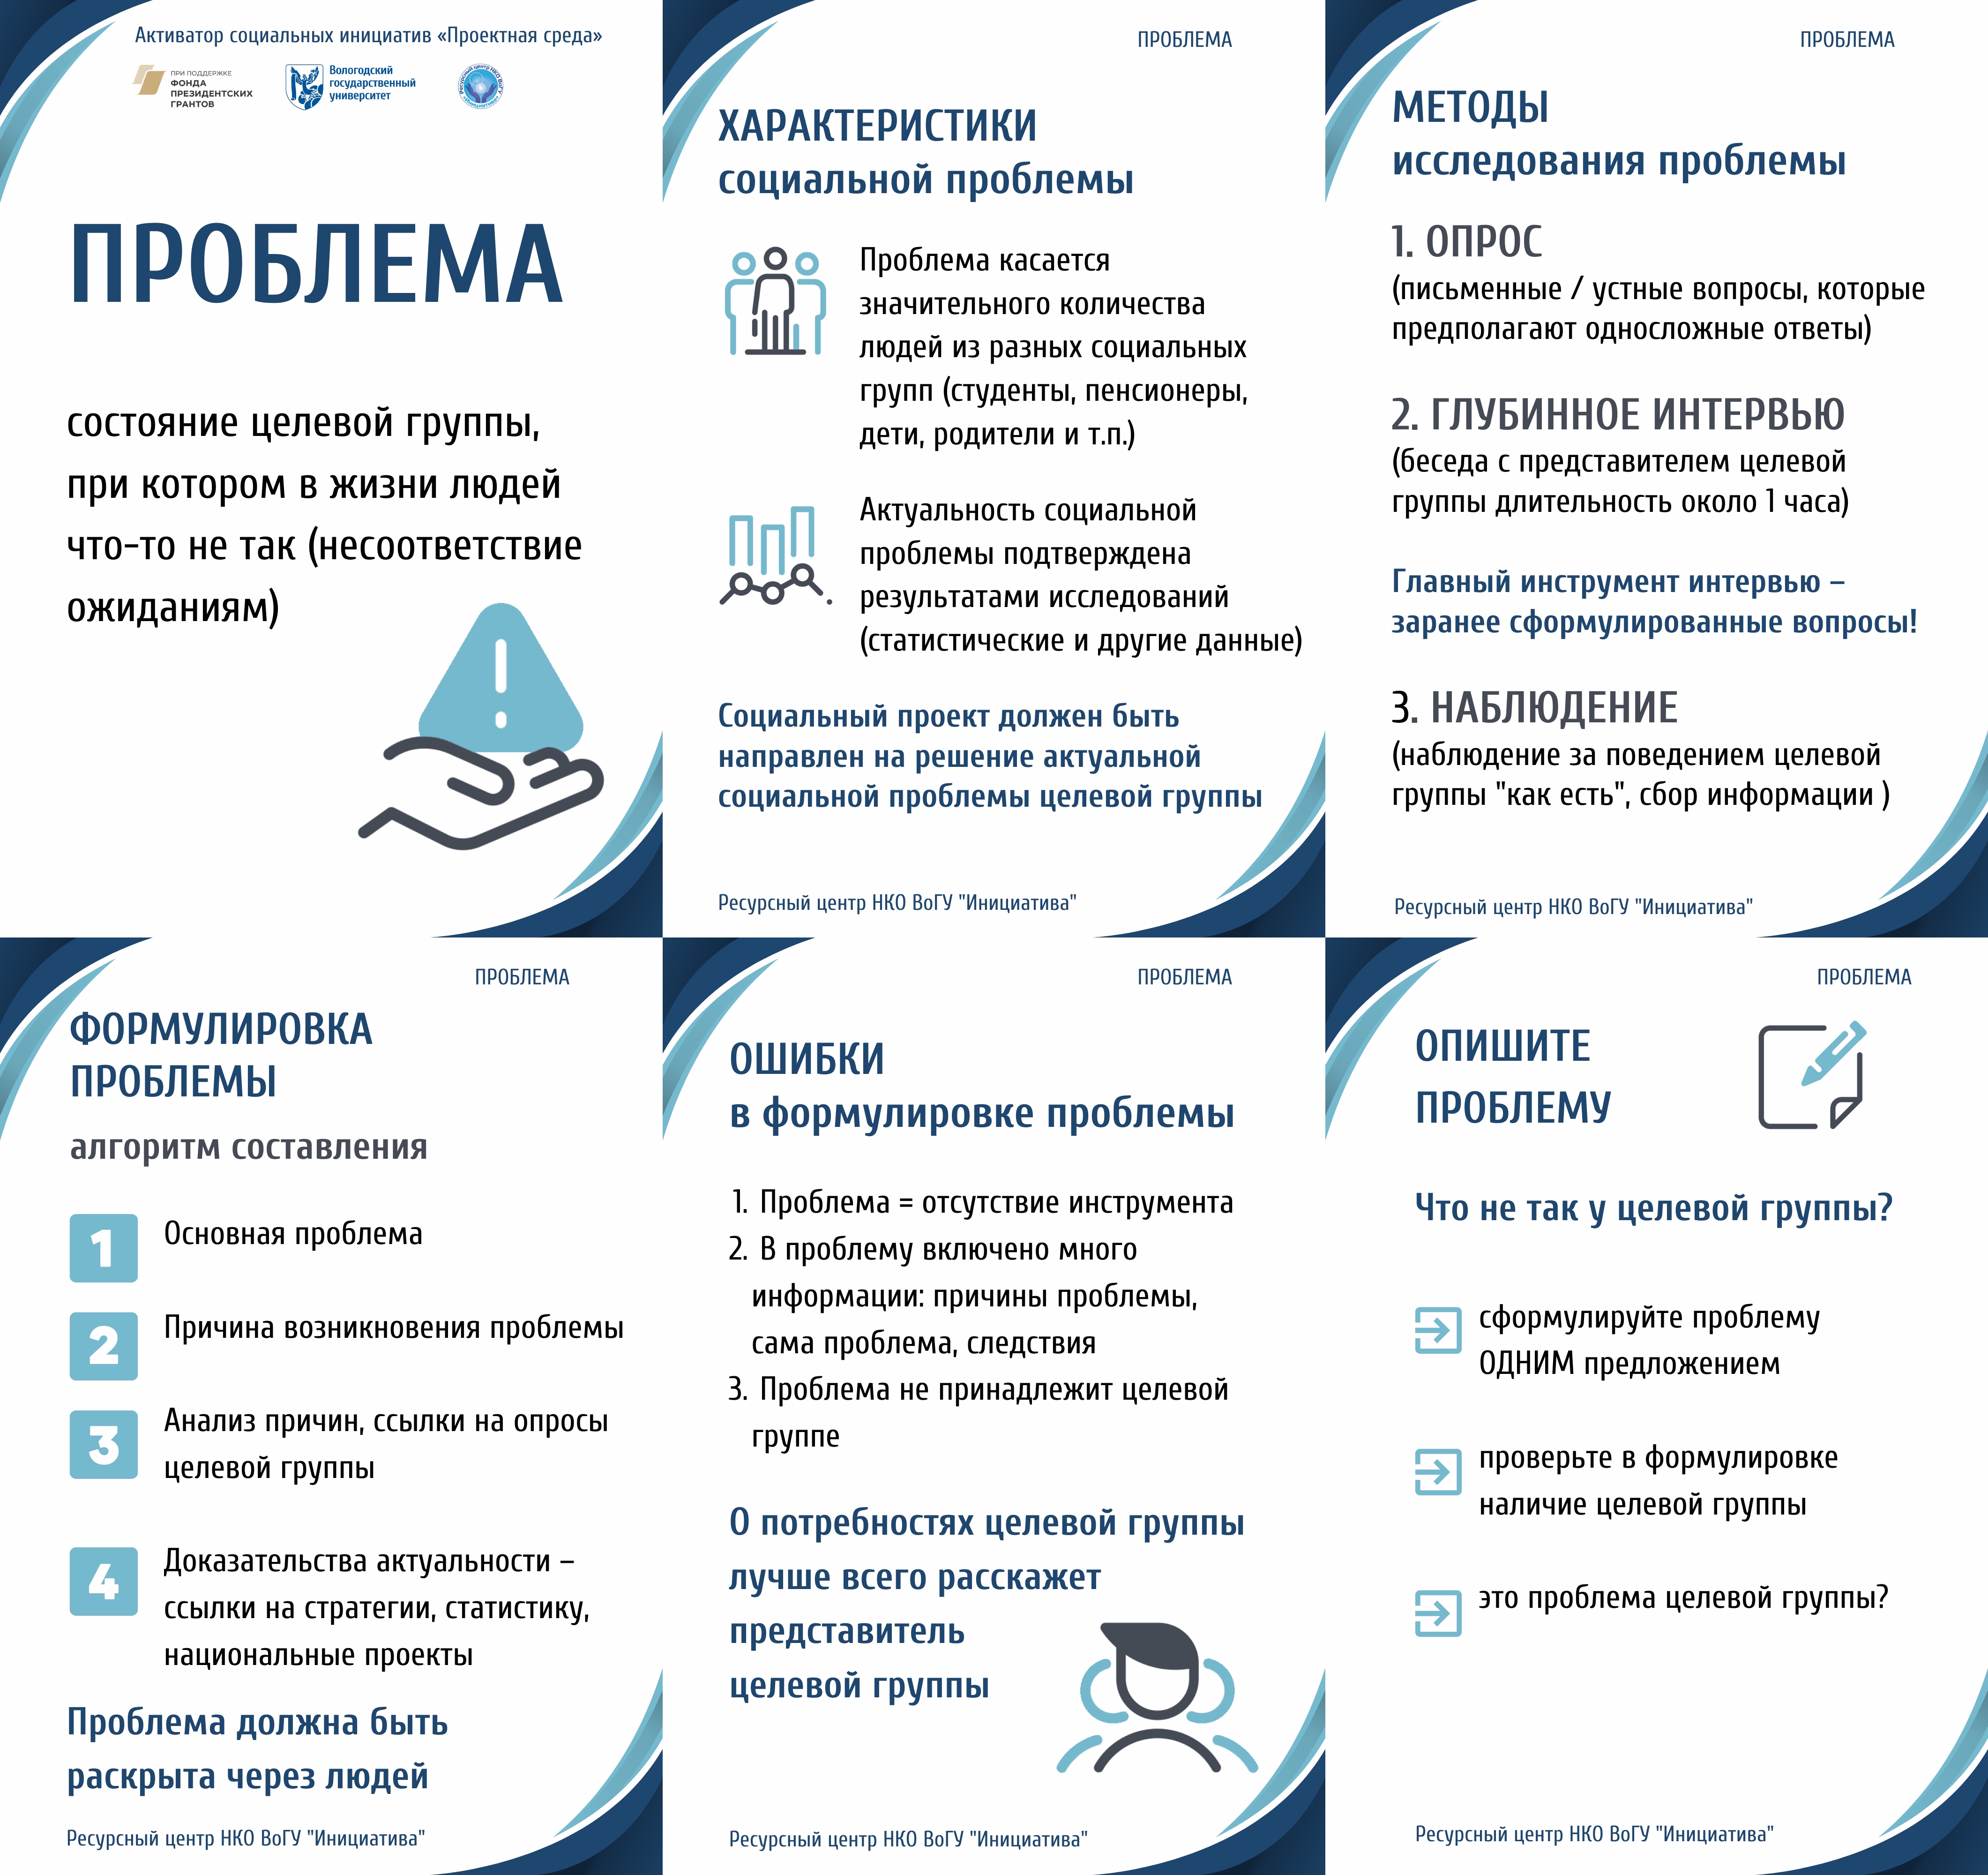 Активатор социальных инициатив «Проектная среда»
ПРИ ПОДДЕРЖКЕ
ФОНДА
ПРЕЗИДЕНТСКИХ
ГРАНТОВ
Вологодский
государственный
университет
ПРОБЛЕМА
состояние целевой группы,
при котором в жизни людей
что-то не так (несоответствие
ожиданиям)
ПРОБЛЕМА
ХАРАКТЕРИСТИКИ
социальной проблемы
Проблема касается
значительного количества
людей из разных социальных
групп (студенты, пенсионеры,
дети, родители и т.п.)
Актуальность социальной
проблемы подтверждена
результатами исследований
(статистические и другие данные)
Социальный проект должен быть
направлен на решение актуальной
социальной проблемы целевой группы
Ресурсный центр НКО ВоГУ "Инициатива"
ПРОБЛЕМА
МЕТОДЫ
исследования проблемы
1. ОПРОС
(письменные / устные вопросы, которые
предполагают односложные ответы)
2. ГЛУБИННОЕ ИНТЕРВЬЮ
(беседа с представителем целевой
группы длительность около 1 часа)
Главный инструмент интервью –
заранее сформулированные вопросы!
3. НАБЛЮДЕНИЕ
(наблюдение за поведением целевой
группы "как есть", сбор информации )
Ресурсный центр НКО ВоГУ "Инициатива"
ПРОБЛЕМА
ФОРМУЛИРОВКА
ПРОБЛЕМЫ
алгоритм составления
1 Основная проблема
2 Причина возникновения проблемы
3 Анализ причин, ссылки на опросы
целевой группы
4 Доказательства актуальности –
ссылки на стратегии, статистику,
национальные проекты
Проблема должна быть
раскрыта через людей
Ресурсный центр НКО ВоГУ "Инициатива"
ПРОБЛЕМА
ОШИБКИ
в формулировке проблемы
1. Проблема = отсутствие инструмента
2. В проблему включено много
информации: причины проблемы,
сама проблема, следствия
3. Проблема не принадлежит целевой
группе
О потребностях целевой группы
лучше всего расскажет
представитель
целевой группы
Ресурсный центр НКО ВоГУ "Инициатива"
ПРОБЛЕМА
ОПИШИТЕ
ПРОБЛЕМУ
Что не так у целевой группы?
сформулируйте проблему
ОДНИМ предложением
проверьте в формулировке
наличие целевой группы
это проблема целевой группы?
Ресурсный центр НКО ВоГУ "Инициатива"